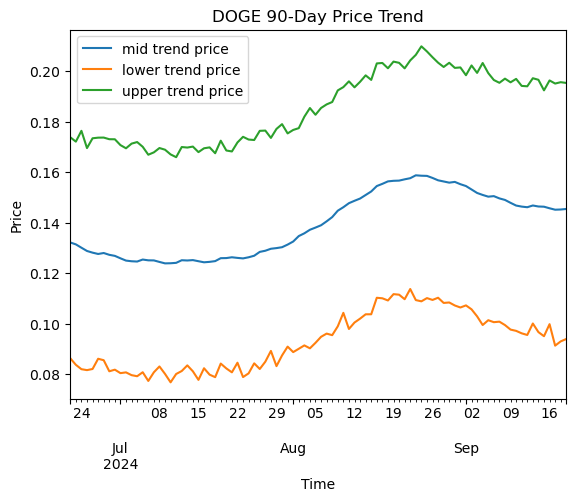 DOGE 90-Day Price Trend
mid trend price
lower trend price
upper trend price
0.20
0.18
0.16
0.14
0.12
0.10
0.08
Price
24 08 15 22 29 05 12 19 26 02 09 16
Jul Aug Sep
2024
Time